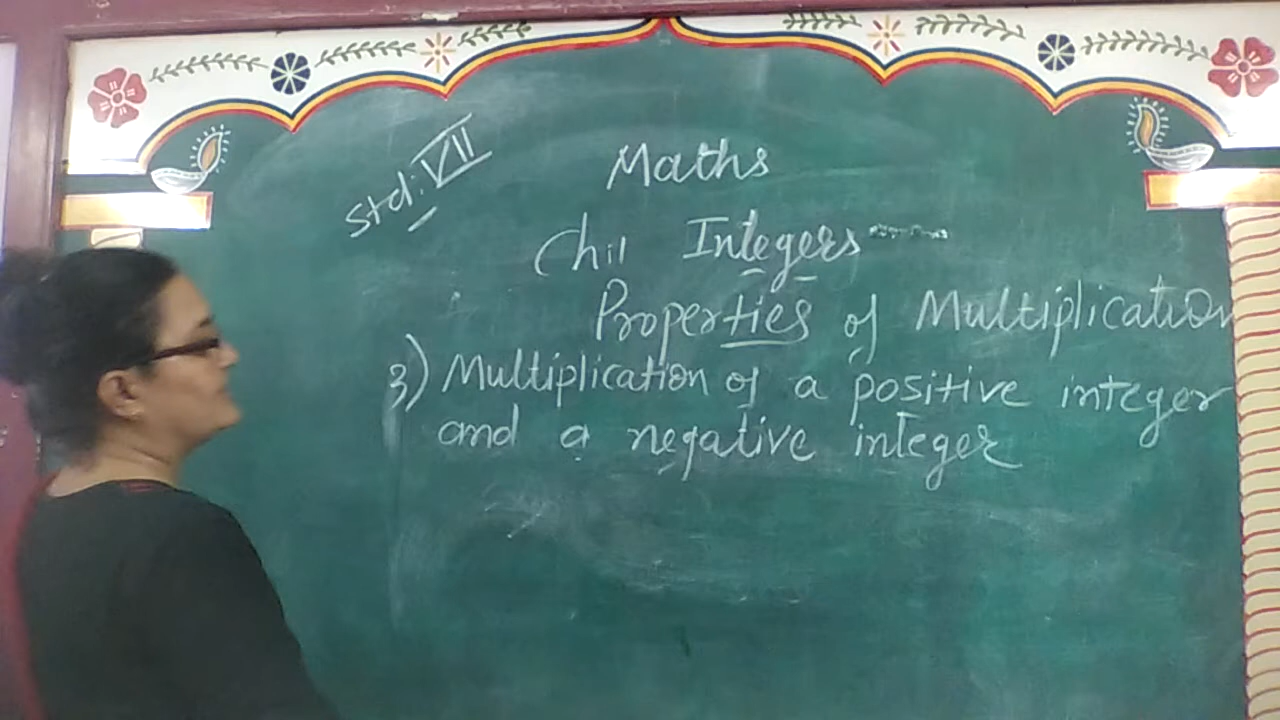 Std: VII
Maths
Ch:1 Integers
Properties of Multiplication
3) Multiplication of a positive integer
and a negative integer